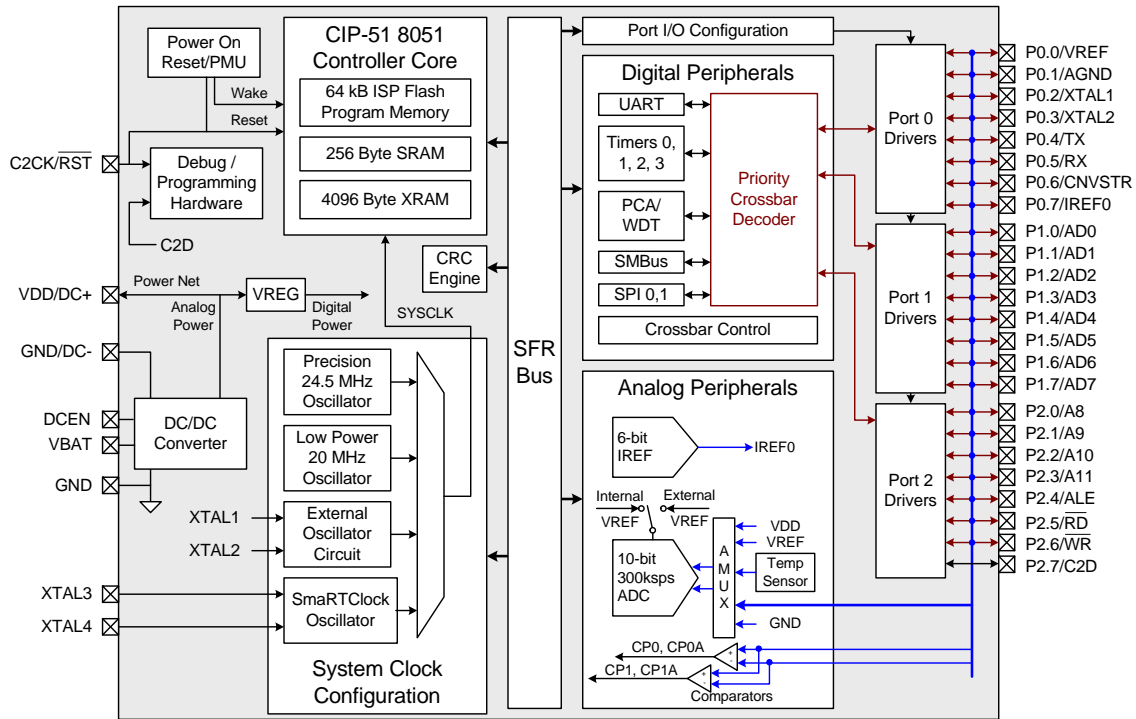 Power On
Reset/PMU
Wake
Reset
C2CK/RST
Debug /
Programming
Hardware
C2D
CIP-51 8051
Controller Core
64 kB ISP Flash
Program Memory
256 Byte SRAM
4096 Byte XRAM
CRC
Engine
VDD/DC+
Power Net
VREG
Analog
Power
Digital
Power
SYSCLK
GND/DC-
DCEN
VBAT
GND
DC/DC
Converter
Precision
24.5 MHz
Oscillator
Low Power
20 MHz
Oscillator
XTAL1
XTAL2
External
Oscillator
Circuit
XTAL3
XTAL4
SmaRTClock
Oscillator
System Clock
Configuration
SFR
Bus
Port I/O Configuration
Digital Peripherals
UART
Timers 0,
1, 2, 3
PCA/
WDT
SMBus
SPI 0,1
Priority
Crossbar
Decoder
Crossbar Control
Analog Peripherals
6-bit
IREF
IREF0
Internal
VREF
External
VREF
10-bit
300ksps
ADC
A
M
U
X
VDD
VREF
Temp
Sensor
GND
CP0, CP0A
+
-
CP1, CP1A
+
-
Comparators
Port 0
Drivers
Port 1
Drivers
Port 2
Drivers
P0.0/VREF
P0.1/AGND
P0.2/XTAL1
P0.3/XTAL2
P0.4/TX
P0.5/RX
P0.6/CNVSTR
P0.7/IREF0
P1.0/AD0
P1.1/AD1
P1.2/AD2
P1.3/AD3
P1.4/AD4
P1.5/AD5
P1.6/AD6
P1.7/AD7
P2.0/A8
P2.1/A9
P2.2/A10
P2.3/A11
P2.4/ALE
P2.5/RD
P2.6/WR
P2.7/C2D